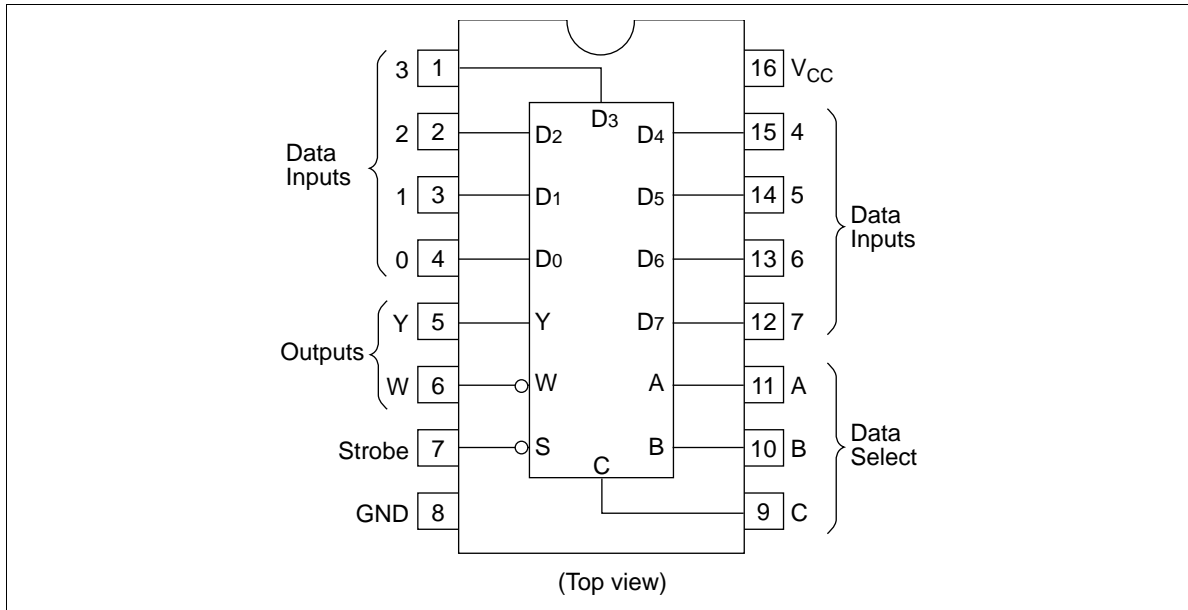 3 1
2 2
Data
Inputs
1 3
0 4
Y 5
Outputs
W 6
Strobe 7
GND 8
D3
D2 D4
D1 D5
D0 D6
Y D7
W A
S B
C
16 VCC
15 4
14 5
Data
Inputs
13 6
12 7
11 A
10 B
Data
Select
9 C
(Top view)